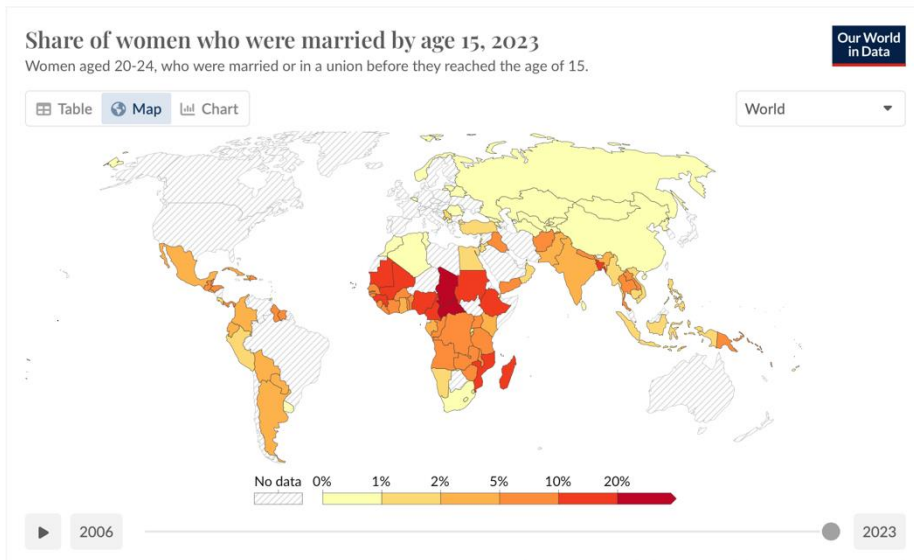 Share of women who were married by age 15, 2023
Women aged 20-24, who were married or in a union before they reached the age of 15.
Our World
in Data
Table Map Chart
World
No data 0% 1% 2% 5% 10% 20%
2006 2023